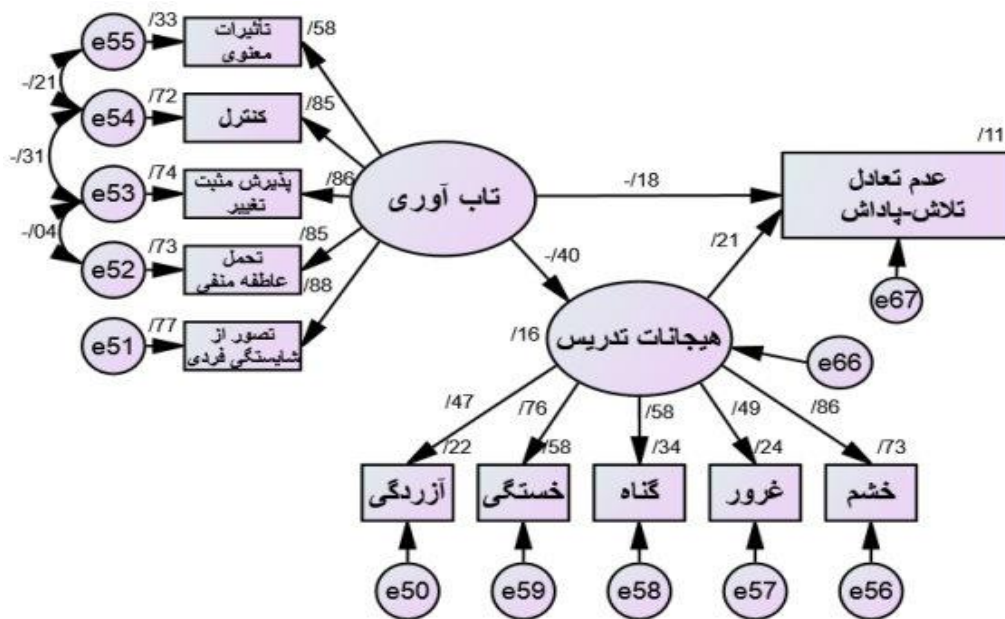 e55
/33
تأثیرات
معنوی
/58
-/21
e54
/72
کنترل
/85
-/31
e53
/74
پذیرش مثبت
تغییر
/86
-/04
e52
/73
تحمل
عاطفه منفی
/85
e51
/77
تصور از
شایستگی فردی
/88
تاب آوری
-/18
-/40
/11
عدم تعادل
تلاش-پاداش
/21
e67
/16
هیجانات تدریس
e66
/47
/76
/58
/49
/86
/22
/58
/34
/24
/73
آزردگی
خستگی
گناه
غرور
خشم
e50
e59
e58
e57
e56